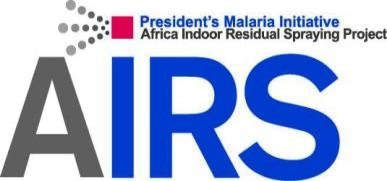 President's Malaria Initiative
Africa Indoor Residual Spraying Project
AIRS